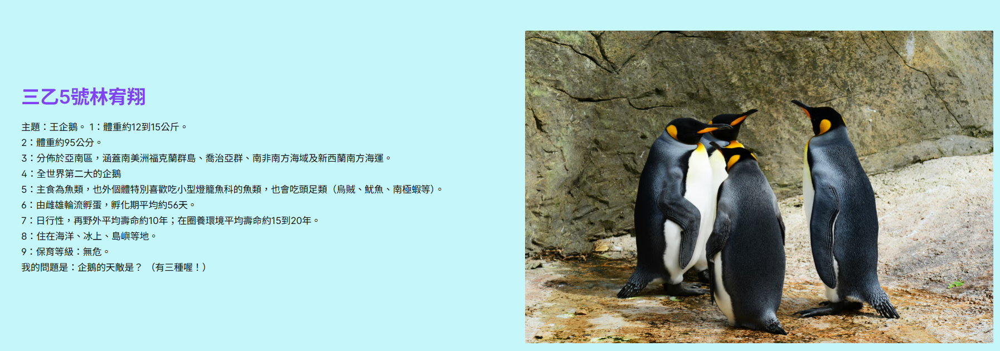 三乙5號林宥翔
主題：王企鵝。 1：體重約12到15公斤。
2：體重約95公分。
3：分佈於亞南區，涵蓋南美洲福克蘭群島、喬治亞群、南非南方海域及新西蘭南方海運。
4：全世界第二大的企鵝
5：主食為魚類，也外個體特別喜歡吃小型燈籠魚科的魚類，也會吃頭足類（烏賊、魷魚、南極蝦等）。
6：由雌雄輪流孵蛋，孵化期平均約56天。
7：日行性，再野外平均壽命約10年；在圈養環境平均壽命約15到20年。
8：住在海洋、冰上、島嶼等地。
9：保育等級：無危。
我的問題是：企鵝的天敵是？ （有三種喔！）